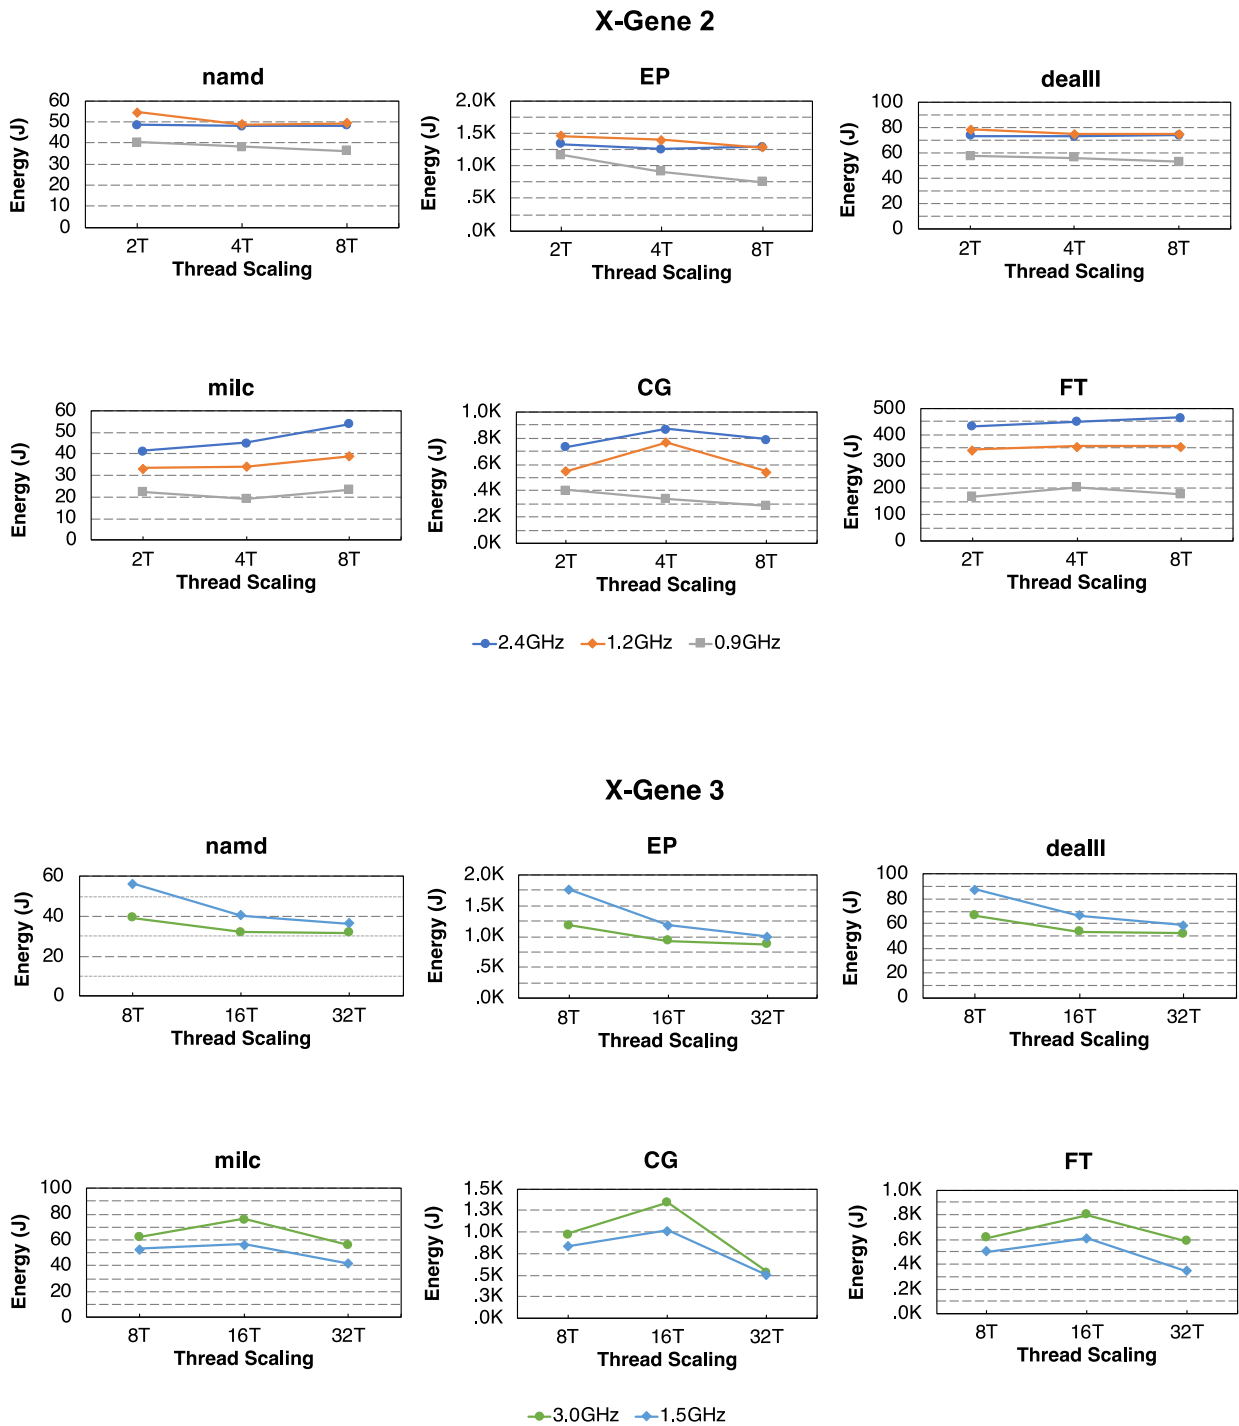 X-Gene 2
namd
EP
dealII
Energy (J)
60
50
40
30
20
10
0
2T 4T 8T
Thread Scaling
Energy (J)
2.0K
1.5K
1.0K
.5K
.0K
2T 4T 8T
Thread Scaling
Energy (J)
100
80
60
40
20
0
2T 4T 8T
Thread Scaling
milc
CG
FT
Energy (J)
60
50
40
30
20
10
0
2T 4T 8T
Thread Scaling
Energy (J)
1.0K
.8K
.6K
.4K
.2K
.0K
2T 4T 8T
Thread Scaling
Energy (J)
500
400
300
200
100
0
2T 4T 8T
Thread Scaling
2.4GHz 1.2GHz 0.9GHz
X-Gene 3
namd
EP
dealII
Energy (J)
60
40
20
0
8T 16T 32T
Thread Scaling
Energy (J)
2.0K
1.5K
1.0K
.5K
.0K
8T 16T 32T
Thread Scaling
Energy (J)
100
80
60
40
20
0
8T 16T 32T
Thread Scaling
milc
CG
FT
Energy (J)
100
80
60
40
20
0
8T 16T 32T
Thread Scaling
Energy (J)
1.5K
1.3K
1.0K
.8K
.5K
.3K
.0K
8T 16T 32T
Thread Scaling
Energy (J)
1.0K
.8K
.6K
.4K
.2K
.0K
8T 16T 32T
Thread Scaling
3.0GHz 1.5GHz